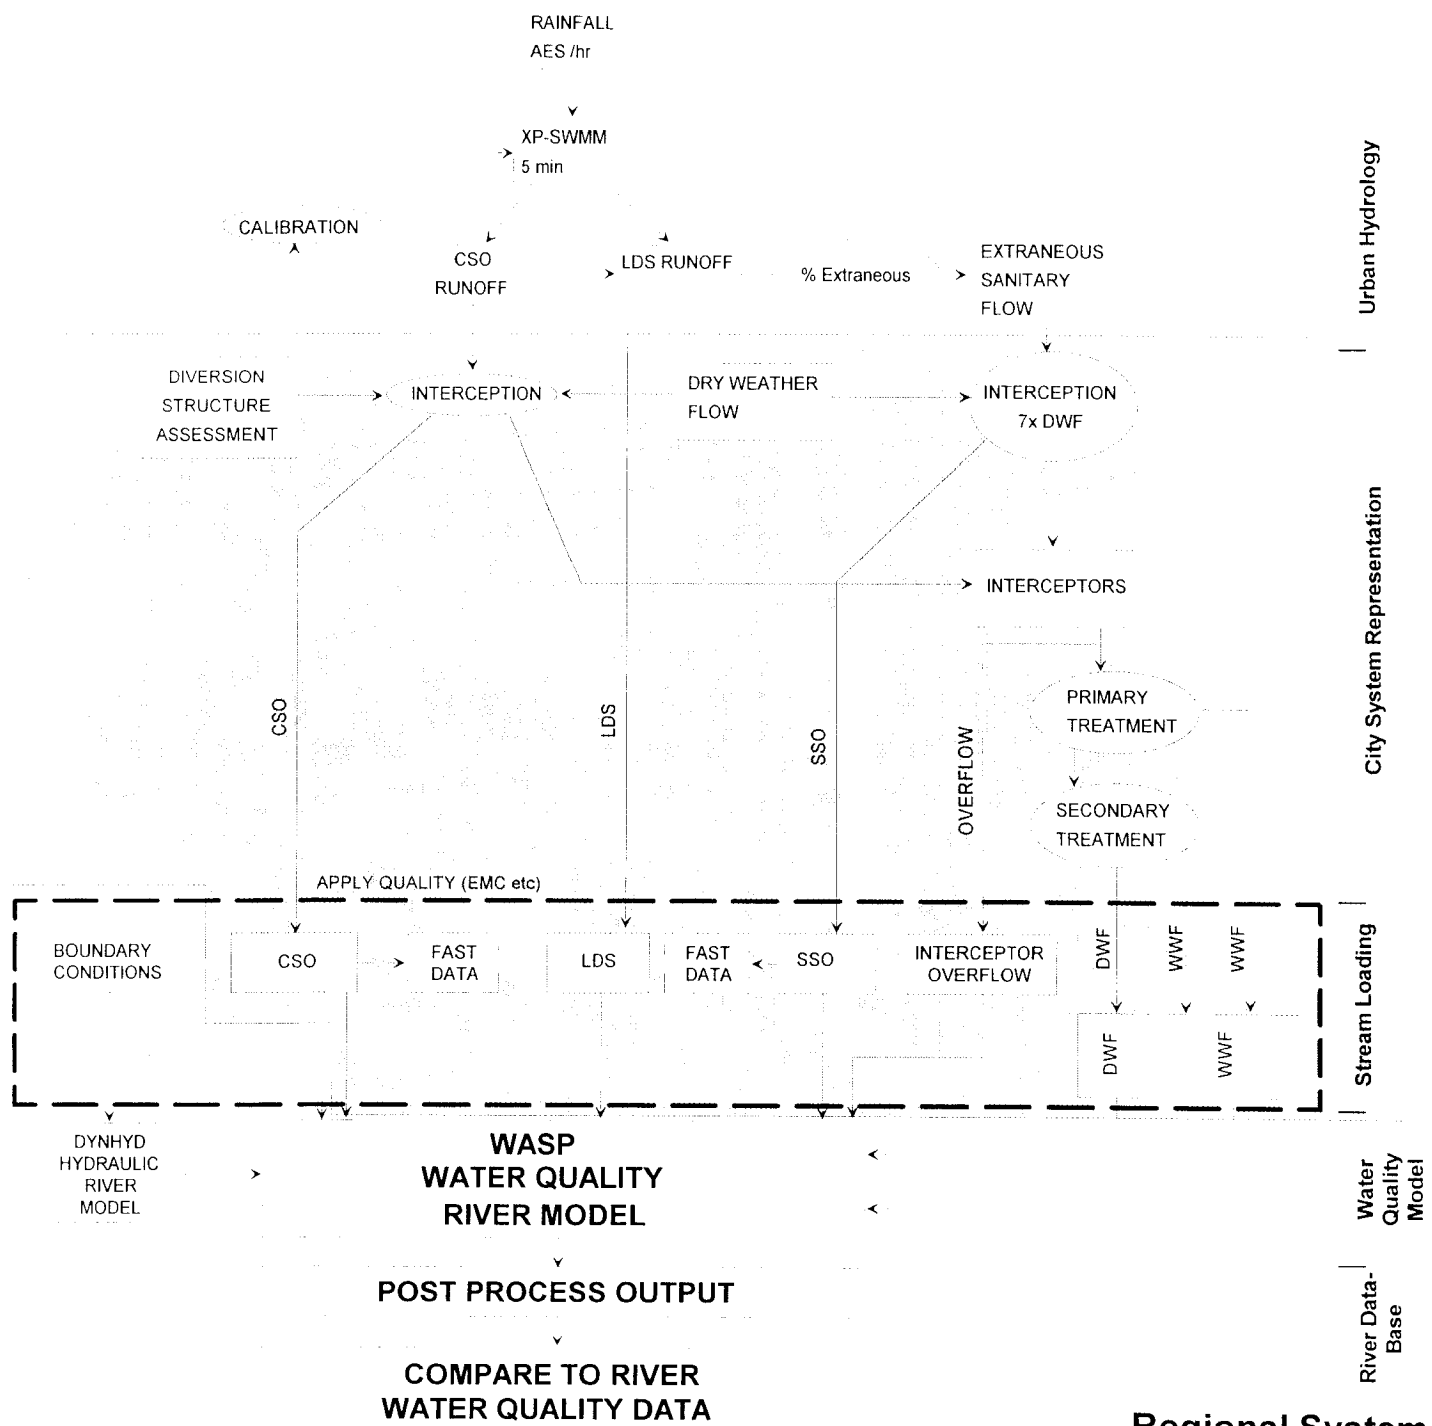 RAINFALL
AES /hr
XP-SWMM
5 min
CALIBRATION
CSO
RUNOFF
LDS RUNOFF
% Extraneous
EXTRANEOUS
SANITARY
FLOW
Urban Hydrology
DIVERSION
STRUCTURE
ASSESSMENT
INTERCEPTION
DRY WEATHER
FLOW
INTERCEPTION
7x DWF
INTERCEPTORS
CSO
LDS
SSO
OVERFLOW
PRIMARY
TREATMENT
SECONDARY
TREATMENT
City System Representation
APPLY QUALITY (EMC etc)
BOUNDARY
CONDITIONS
CSO
FAST
DATA
LDS
FAST
DATA
SSO
INTERCEPTOR
OVERFLOW
DWF
WWF
WWF
DWF
WWF
Stream Loading
DYNHYD
HYDRAULIC
RIVER
MODEL
WASP
WATER QUALITY
RIVER MODEL
Water
Quality
Model
POST PROCESS OUTPUT
COMPARE TO RIVER
WATER QUALITY DATA
River Data-
Base
Regional System